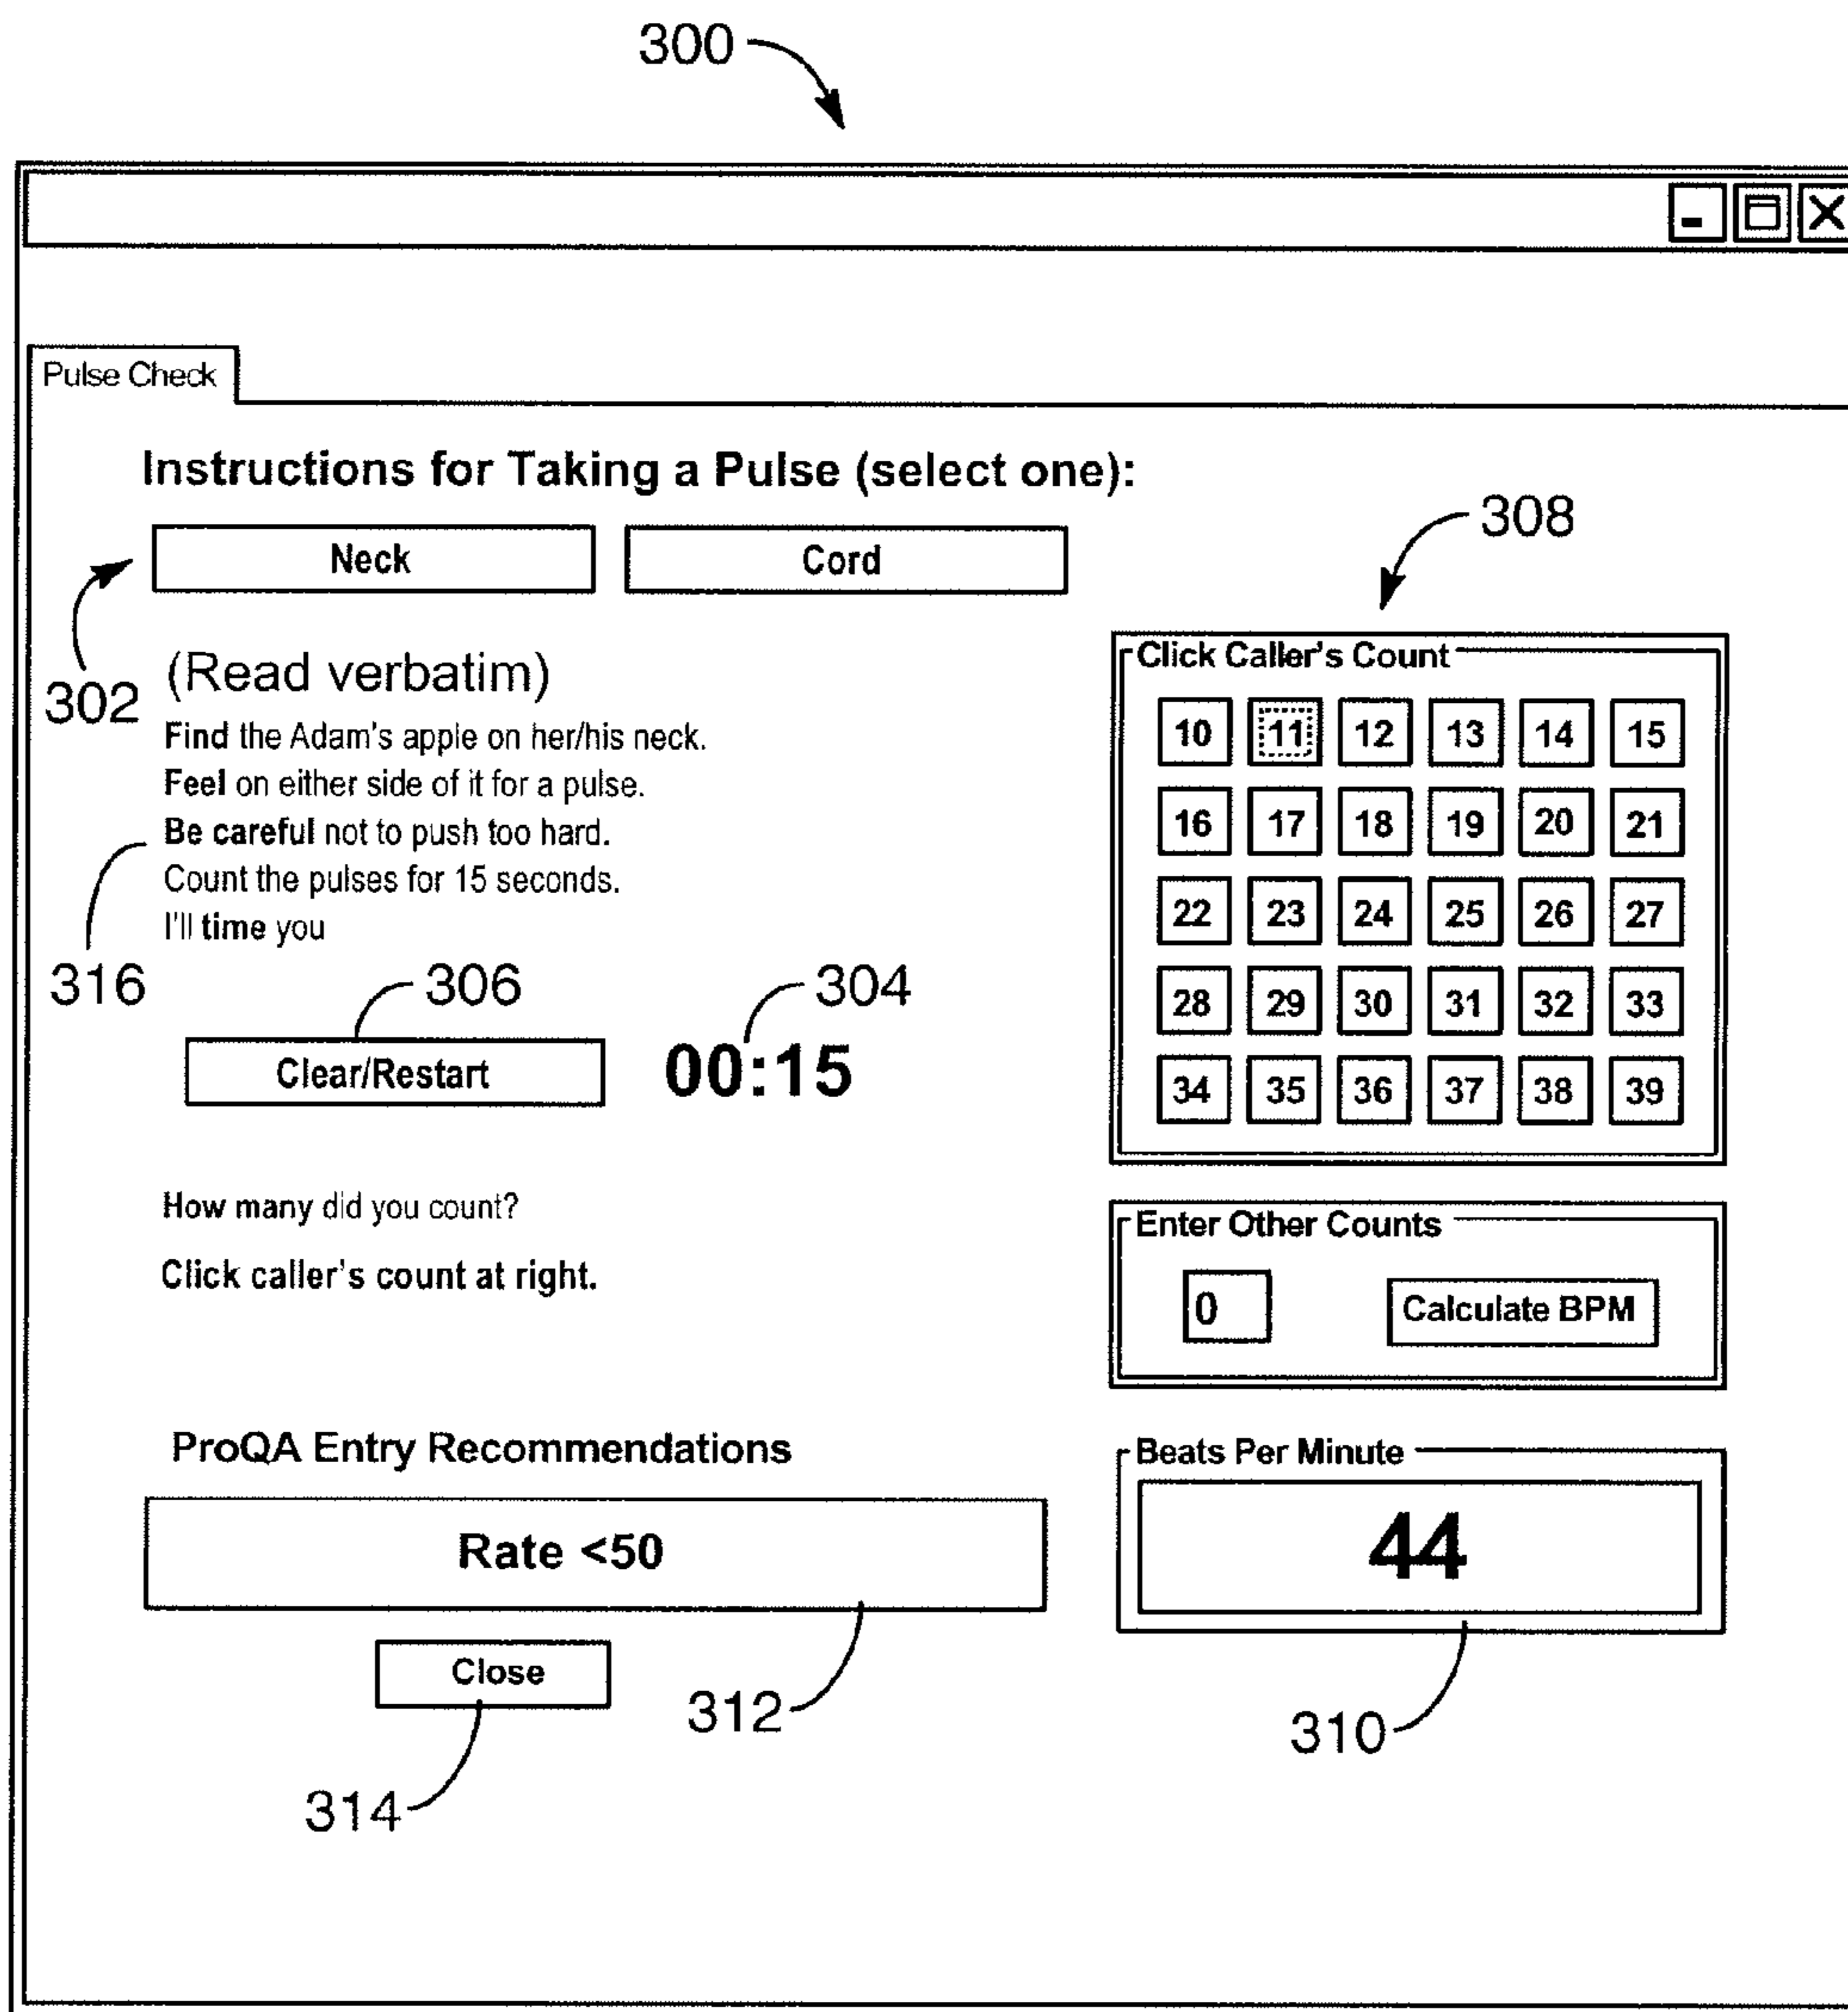 300
Pulse Check
Instructions for Taking a Pulse (select one):
308
Neck Cord
302
(Read verbatim)
Find the Adam's apple on her/his neck.
Feel on either side of it for a pulse.
Be careful not to push too hard.
Count the pulses for 15 seconds.
I'll time you
316
306
304
Clear/Restart 00:15
How many did you count?
Click caller's count at right.
Click Caller's Count
10 11 12 13 14 15
16 17 18 19 20 21
22 23 24 25 26 27
28 29 30 31 32 33
34 35 36 37 38 39
Enter Other Counts
0 Calculate BPM
ProQA Entry Recommendations
Rate <50
312
Close
314
Beats Per Minute
44
310